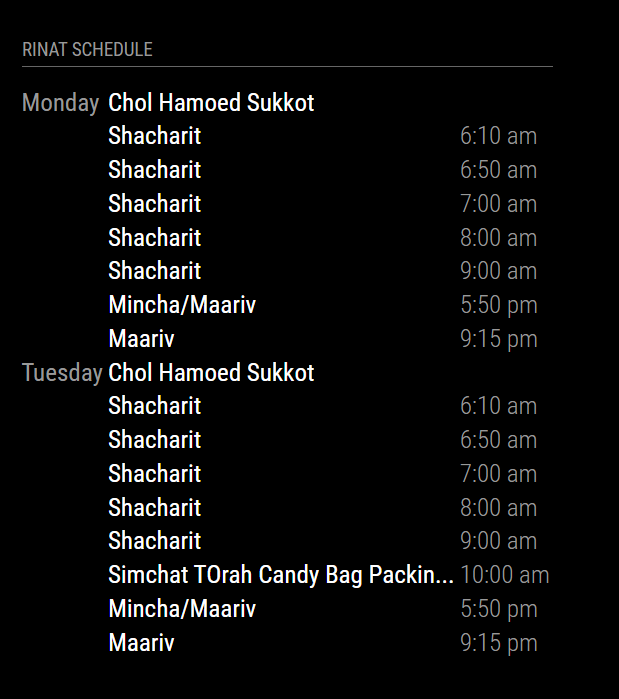 RINAT SCHEDULE
Monday Chol Hamoed Sukkot
Shacharit 6:10 am
Shacharit 6:50 am
Shacharit 7:00 am
Shacharit 8:00 am
Shacharit 9:00 am
Mincha/Maariv 5:50 pm
Maariv 9:15 pm
Tuesday Chol Hamoed Sukkot
Shacharit 6:10 am
Shacharit 6:50 am
Shacharit 7:00 am
Shacharit 8:00 am
Shacharit 9:00 am
Simchat TOrah Candy Bag Packin... 10:00 am
Mincha/Maariv 5:50 pm
Maariv 9:15 pm